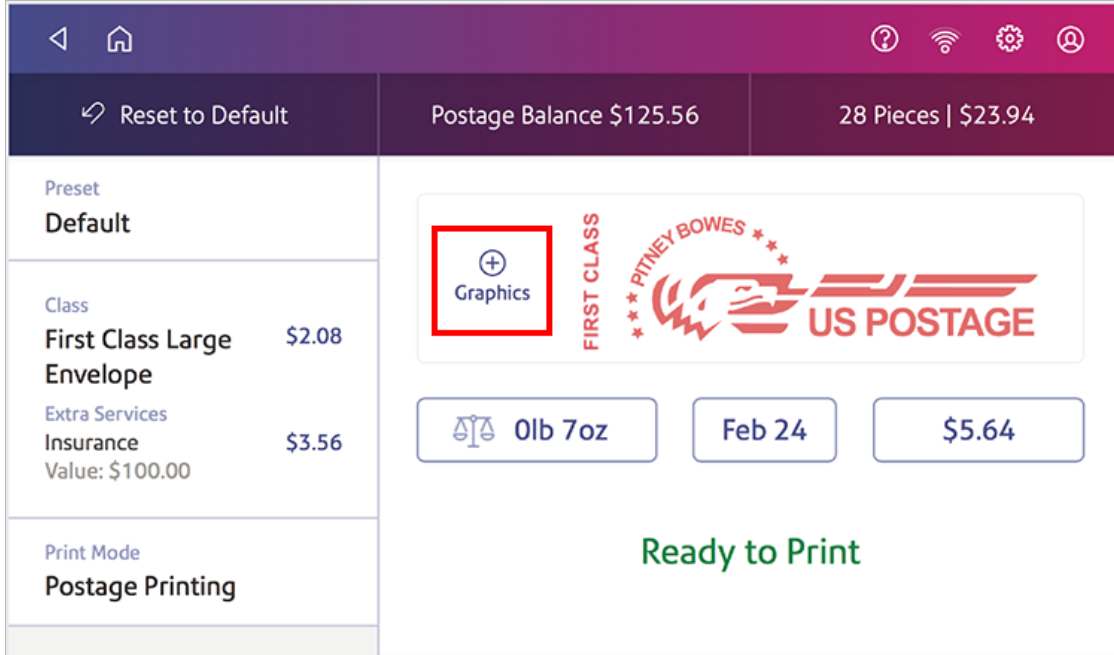 Reset to Default
Postage Balance $125.56
28 Pieces | $23.94
Preset
Default
Class
First Class Large $2.08
Envelope
Extra Services
Insurance $3.56
Value: $100.00
Print Mode
Postage Printing
Graphics
FIRST CLASS
PITNEY BOWES
US POSTAGE
0lb 7oz
Feb 24
$5.64
Ready to Print